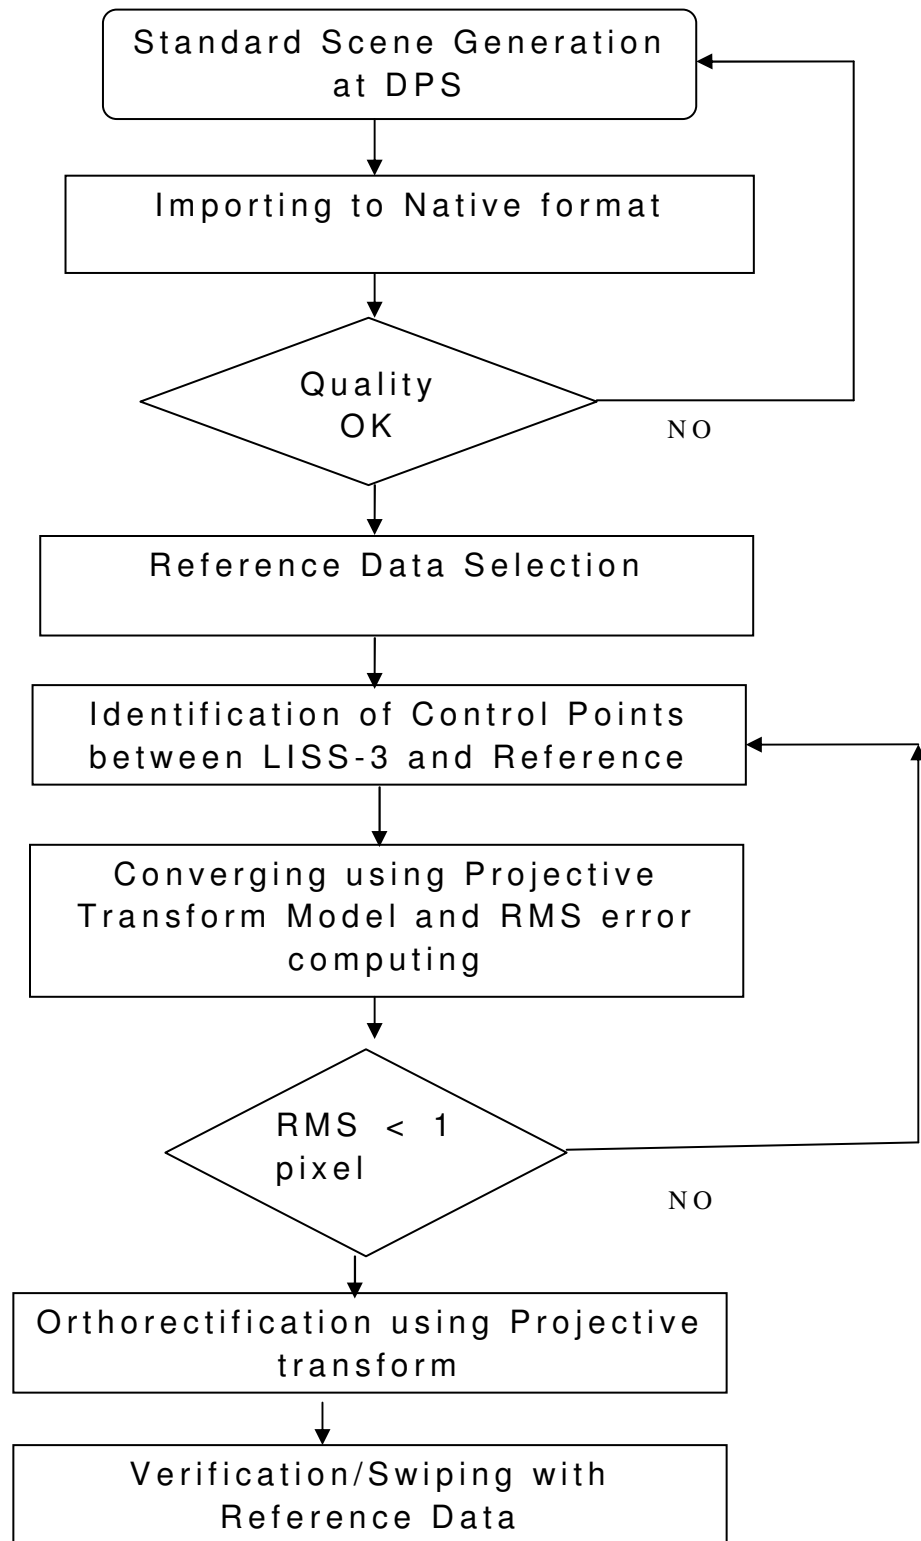 Standard Scene Generation
at DPS
Importing to Native format
Quality
OK
NO
Reference Data Selection
Identification of Control Points
between LISS-3 and Reference
Converging using Projective
Transform Model and RMS error
computing
RMS < 1
pixel
NO
Orthorectification using Projective
transform
Verification/Swiping with
Reference Data